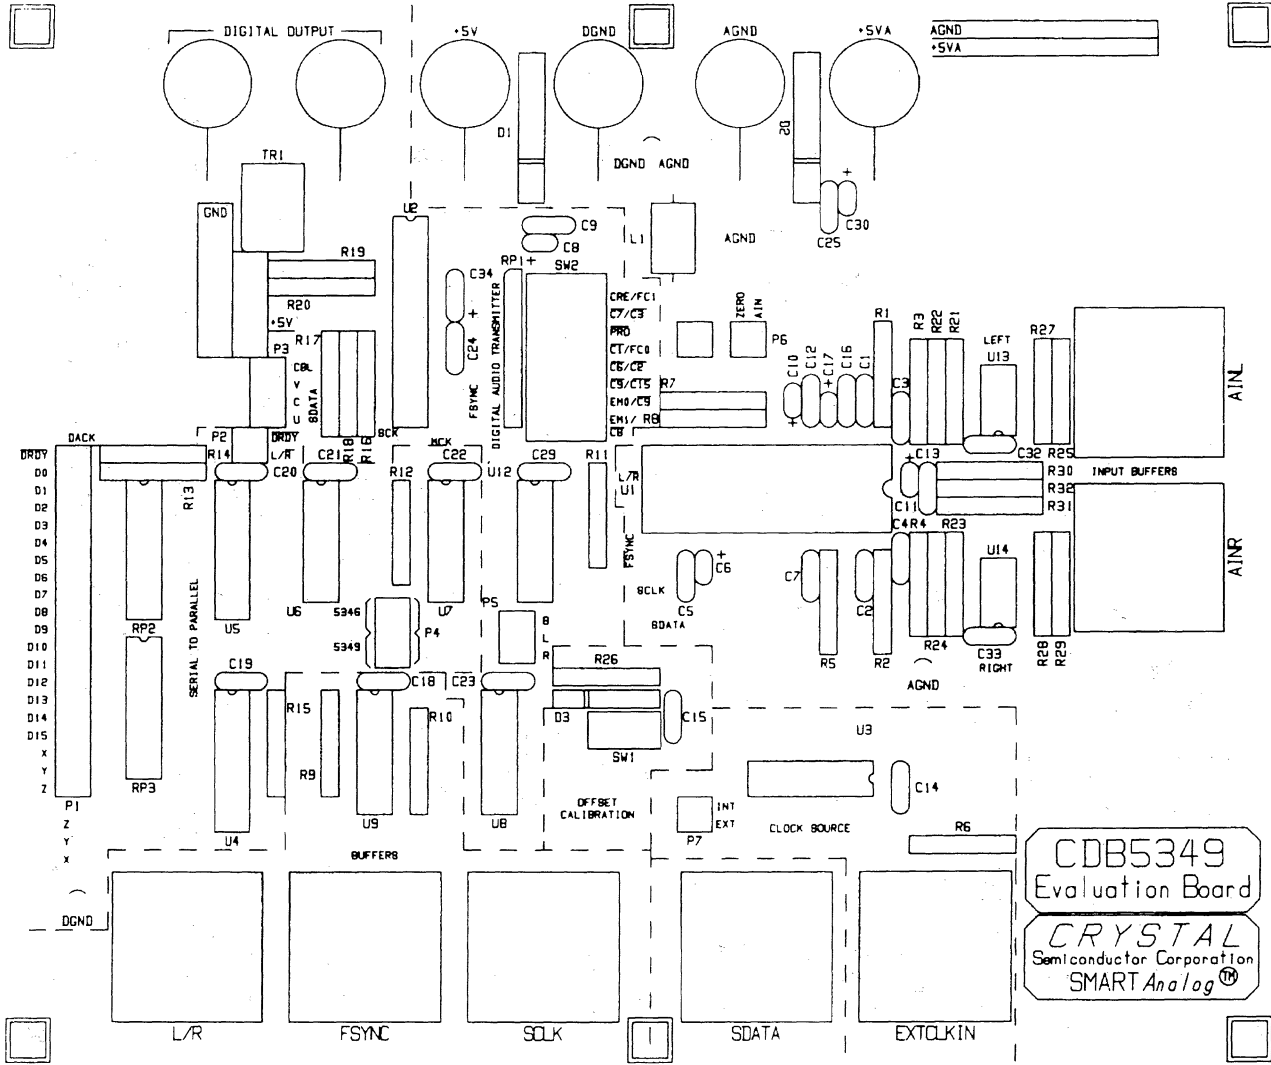 DIGITAL OUTPUT
+5V
DGND
AGND
+5VA
AGND
+5VA
D1
D2
DGND AGND
TR1
GND
U2
C9
C8
L1
AGND
C25
C30
R19
R20
C34
RP1
+
SW2
DIGITAL AUDIO TRANSMITTER
CRE/FC1
C7/C3
PRO
C1/FC0
C6/C2
C9/C15
EM0/C9
EM1/
C8
ZERO
AIN
P6
+5V
P3
R17
CBL
V
C
U
SDATA
C24
FSYNC
R7
R8
C10
C12
C17
C16
C1
R1
C3
R3
R22
R21
LEFT
U13
R27
AINL
DACK
P2
DRDY
L/R
R18
R16
SCK
MCK
DRDY
D0
D1
D2
D3
D4
D5
D6
D7
D8
D9
D10
D11
D12
D13
D14
D15
X
Y
Z
P1
Z
Y
X
DGND
R14
R13
C20
C21
R12
C22
U12
C29
R11
L/R
U1
FSYNC
C13
C11
C32
R25
R30
R32
R31
INPUT BUFFERS
C4
R4
R23
U14
AINR
SERIAL TO PARALLEL
RP2
U5
U6
5346
5349
P4
U7
P5
8
L
R
SCLK
SDATA
C5
C6
C7
R5
C2
R2
R24
C33
RIGHT
R28
R29
AGND
RP3
C19
R15
U4
R9
C18
U9
R10
C23
U8
R26
D3
SW1
C15
OFFSET
CALIBRATION
U3
C14
INT
EXT
P7
CLOCK SOURCE
R6
BUFFERS
L/R
FSYNC
SCLK
SDATA
EXTCLKIN
CDB5349
Evaluation Board
CRYSTAL
Semiconductor Corporation
SMART Analog TM